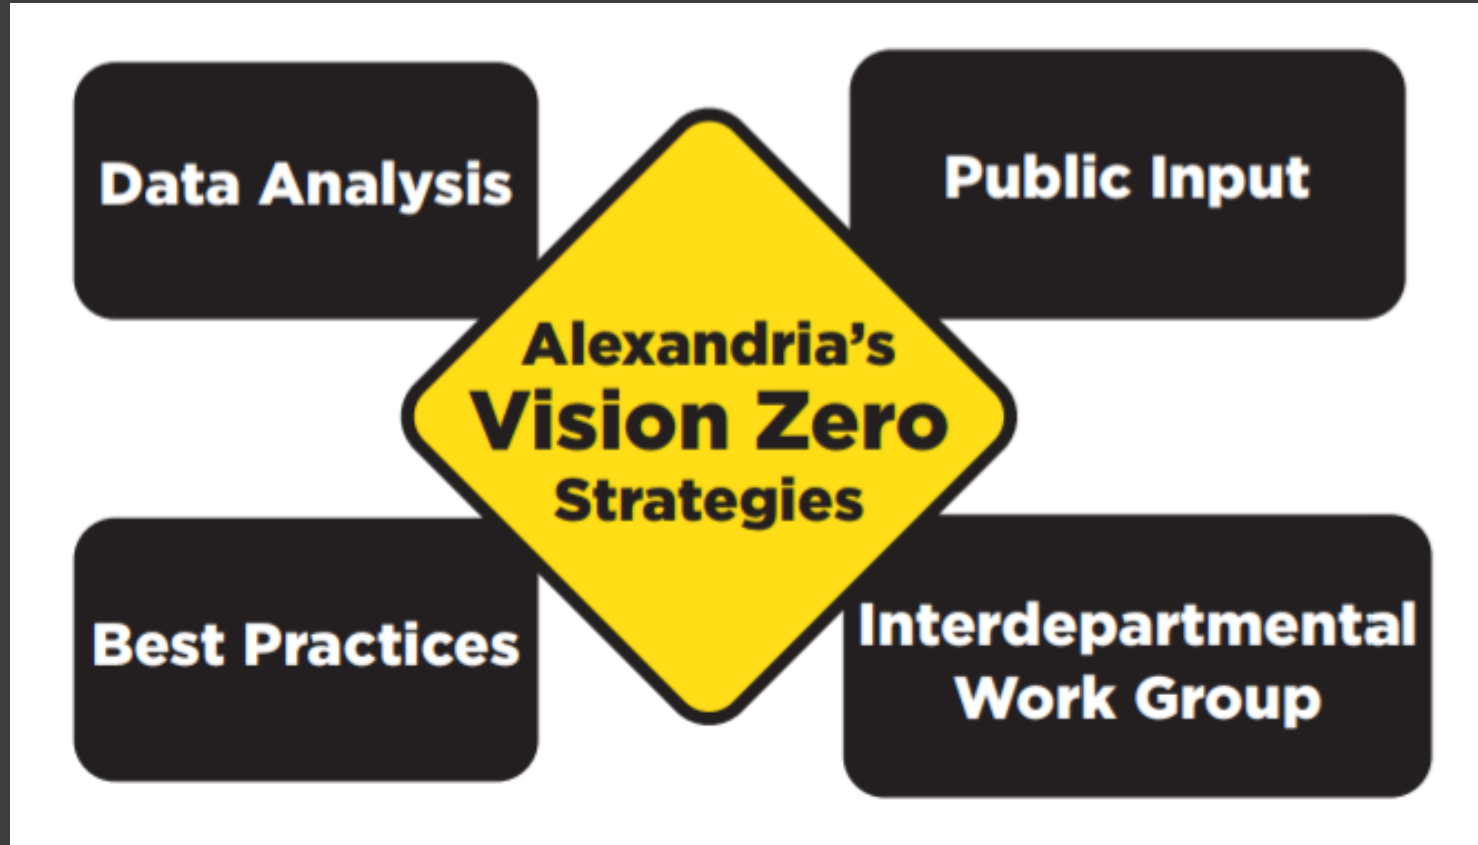 Data Analysis
Public Input
Alexandria’s
Vision Zero
Strategies
Best Practices
Interdepartmental
Work Group